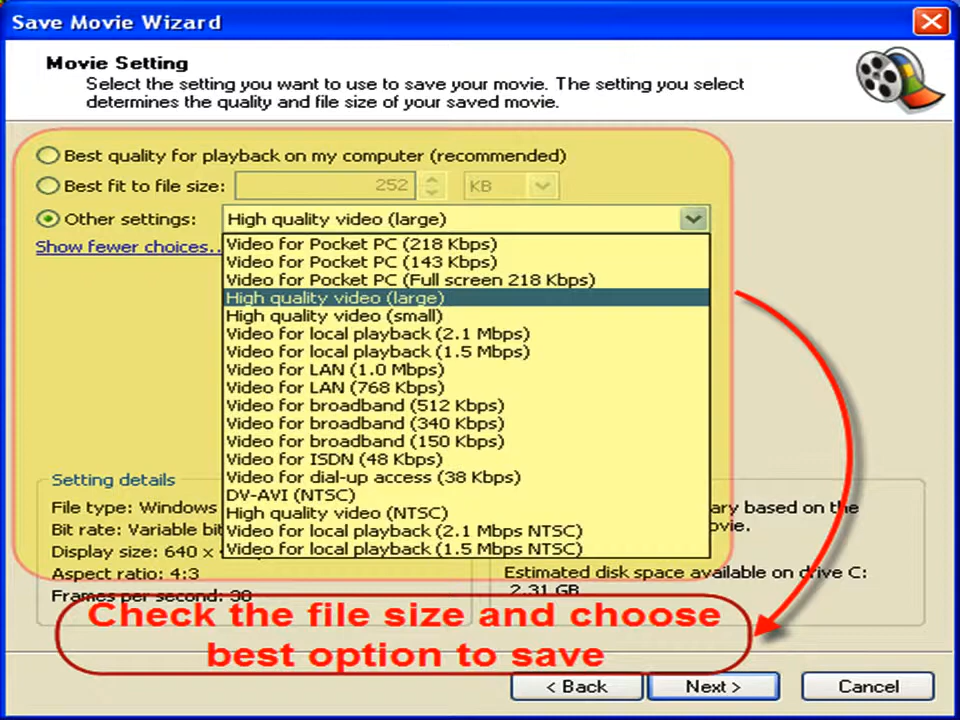 Save Movie Wizard
Movie Setting
Select the setting you want to use to save your movie. The setting you select
determines the quality and file size of your saved movie.
Best quality for playback on my computer (recommended)
Best fit to file size: 252 KB
Other settings: High quality video (large)
Show fewer choices..
Video for Pocket PC (218 Kbps)
Video for Pocket PC (143 Kbps)
Video for Pocket PC (Full screen 218 Kbps)
High quality video (large)
High quality video (small)
Video for local playback (2.1 Mbps)
Video for local playback (1.5 Mbps)
Video for LAN (1.0 Mbps)
Video for LAN (768 Kbps)
Video for broadband (512 Kbps)
Video for broadband (340 Kbps)
Video for broadband (150 Kbps)
Video for ISDN (48 Kbps)
Video for dial-up access (38 Kbps)
DV-AVI (NTSC)
High quality video (NTSC)
Video for local playback (2.1 Mbps NTSC)
Video for local playback (1.5 Mbps NTSC)
Setting details
File type: Windows
Bit rate: Variable
Display size: 640 x
Aspect ratio: 4:3
Frames per second: 30
based on the
Estimated disk space available on drive C:
2.31 GB
Check the file size and choose
best option to save
< Back
Next >
Cancel